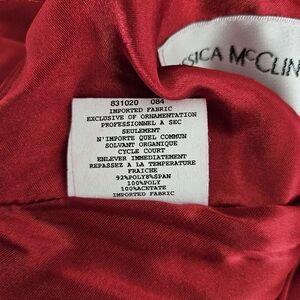 SSICA McCLIN
831020 084
IMPORTED FABRIC
EXCLUSIVE OF ORNAMENTATION
PROFESSIONNEL A SEC
SEULEMENT
N'IMPORTE QUEL COMMUN
SOLVANT ORGANIQUE
CYCLE COURT
ENLEVER IMMEDIATEMENT
REPASSEZ A LA TEMPERATURE
FRAICHE
92%POLY8%SPAN
100%POLY
100%ACETATE
IMPORTED FABRIC